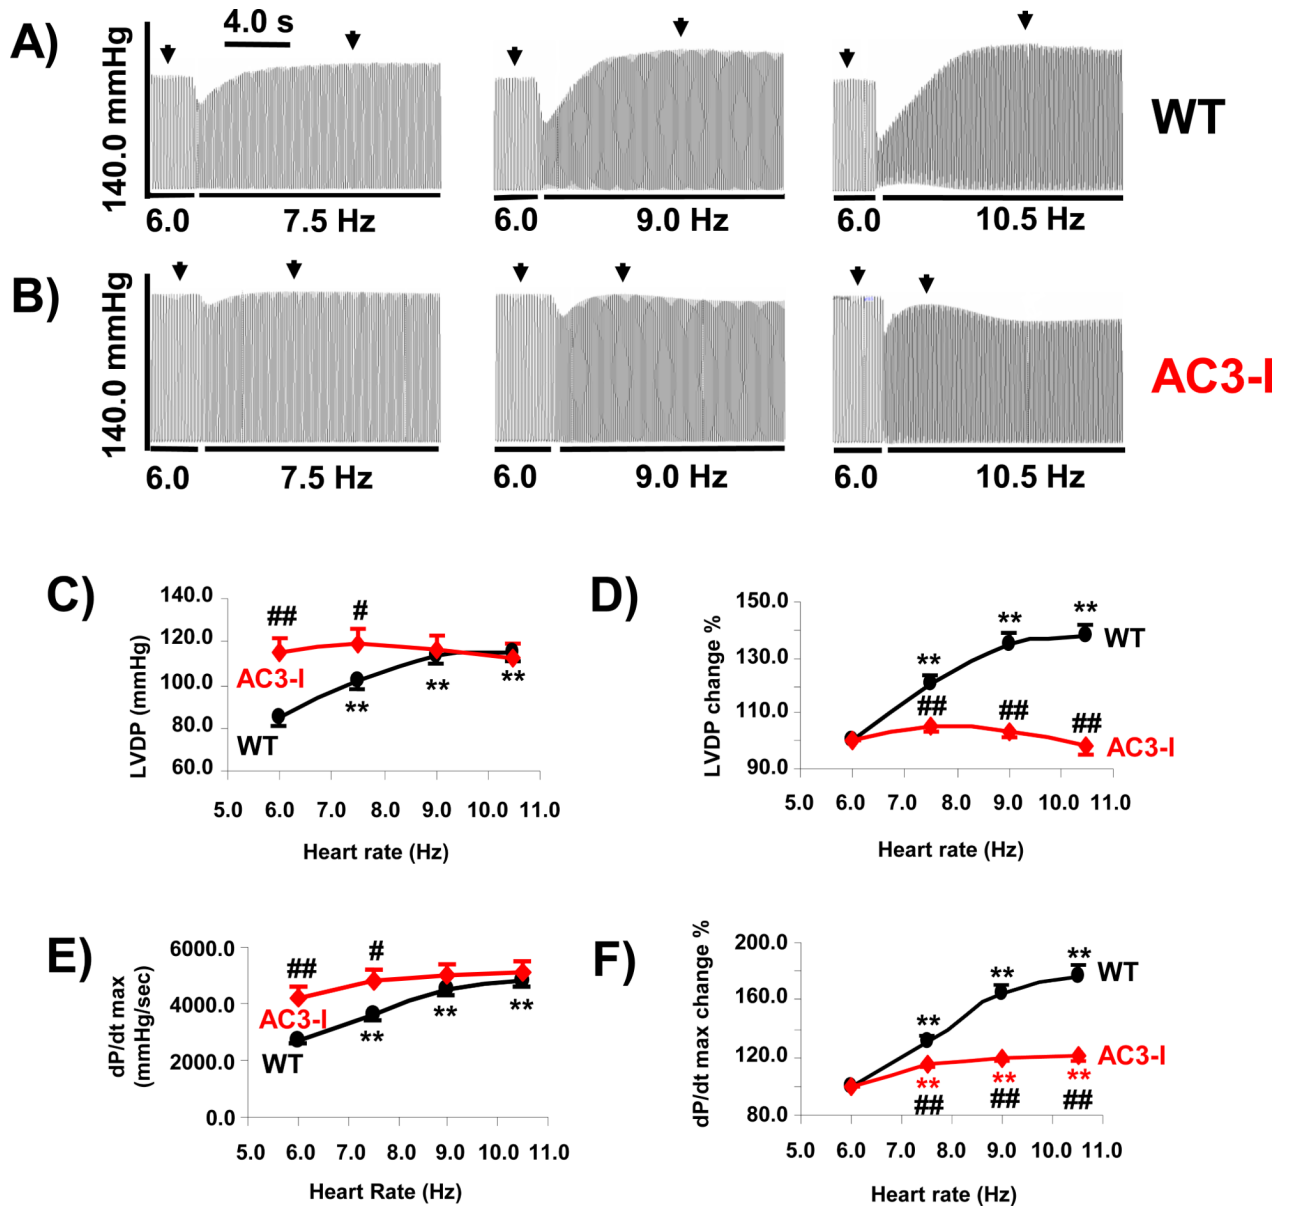 A)
4.0 s
140.0 mmHg
WT
6.0
7.5 Hz
6.0
9.0 Hz
6.0
10.5 Hz
B)
140.0 mmHg
AC3-I
6.0
7.5 Hz
6.0
9.0 Hz
6.0
10.5 Hz
C)
LVDP (mmHg)
140.0
120.0
100.0
80.0
60.0
##
#
AC3-I
WT
**
**
**
5.0 6.0 7.0 8.0 9.0 10.0 11.0
Heart rate (Hz)
D)
LVDP change %
150.0
130.0
110.0
90.0
**
**
**
WT
##
##
##
AC3-I
5.0 6.0 7.0 8.0 9.0 10.0 11.0
Heart rate (Hz)
E)
dP/dt max
(mmHg/sec)
6000.0
4000.0
2000.0
0.0
##
#
AC3-I
WT
**
**
**
5.0 6.0 7.0 8.0 9.0 10.0 11.0
Heart Rate (Hz)
F)
dP/dt max change %
200.0
160.0
120.0
80.0
**
**
**
WT
AC3-I
**
**
**
##
##
##
5.0 6.0 7.0 8.0 9.0 10.0 11.0
Heart rate (Hz)